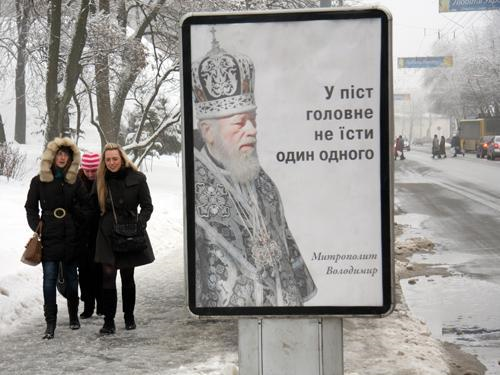 У піст
головне
не їсти
один одного
Митрополит
Володимир